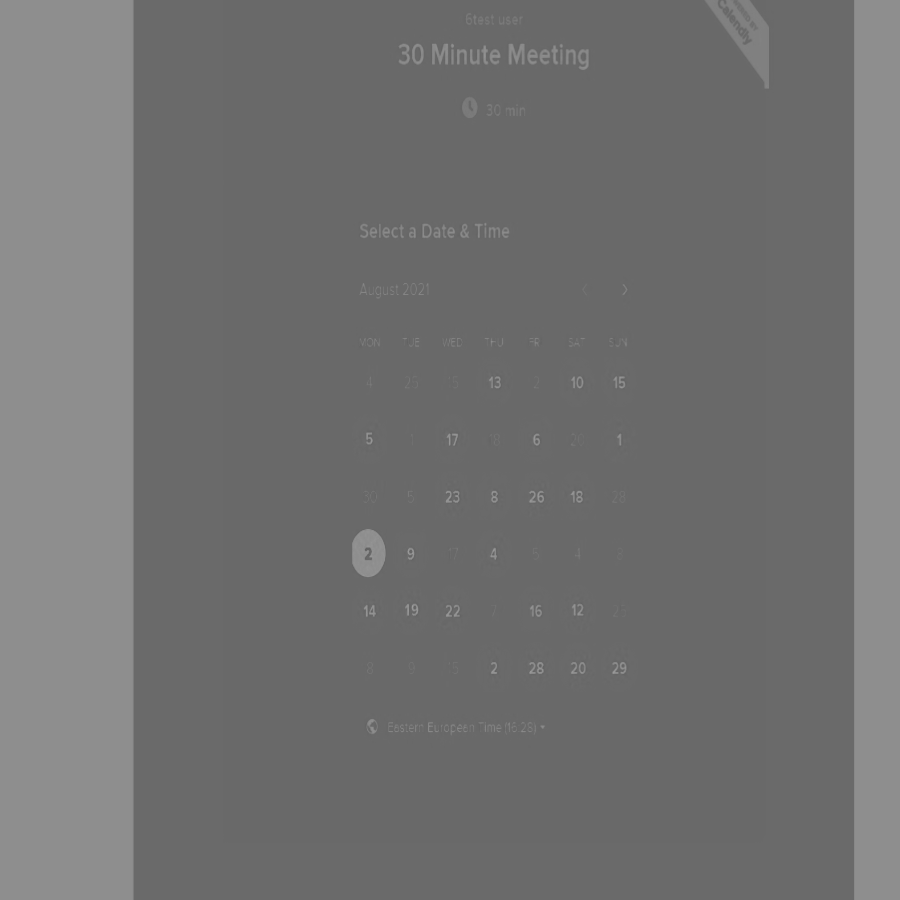 6test user
30 Minute Meeting
30 min
Calendly
Select a Date & Time
August 2021
MON TUE WED THU FRI SAT SUN
4 25 13 2 10 15
5 1 17 18 6 20 1
30 5 23 8 26 18 28
2 9 17 4 5 4 8
14 19 22 7 16 12 23
8 9 13 2 28 20 29
Eastern European Time (16:28)